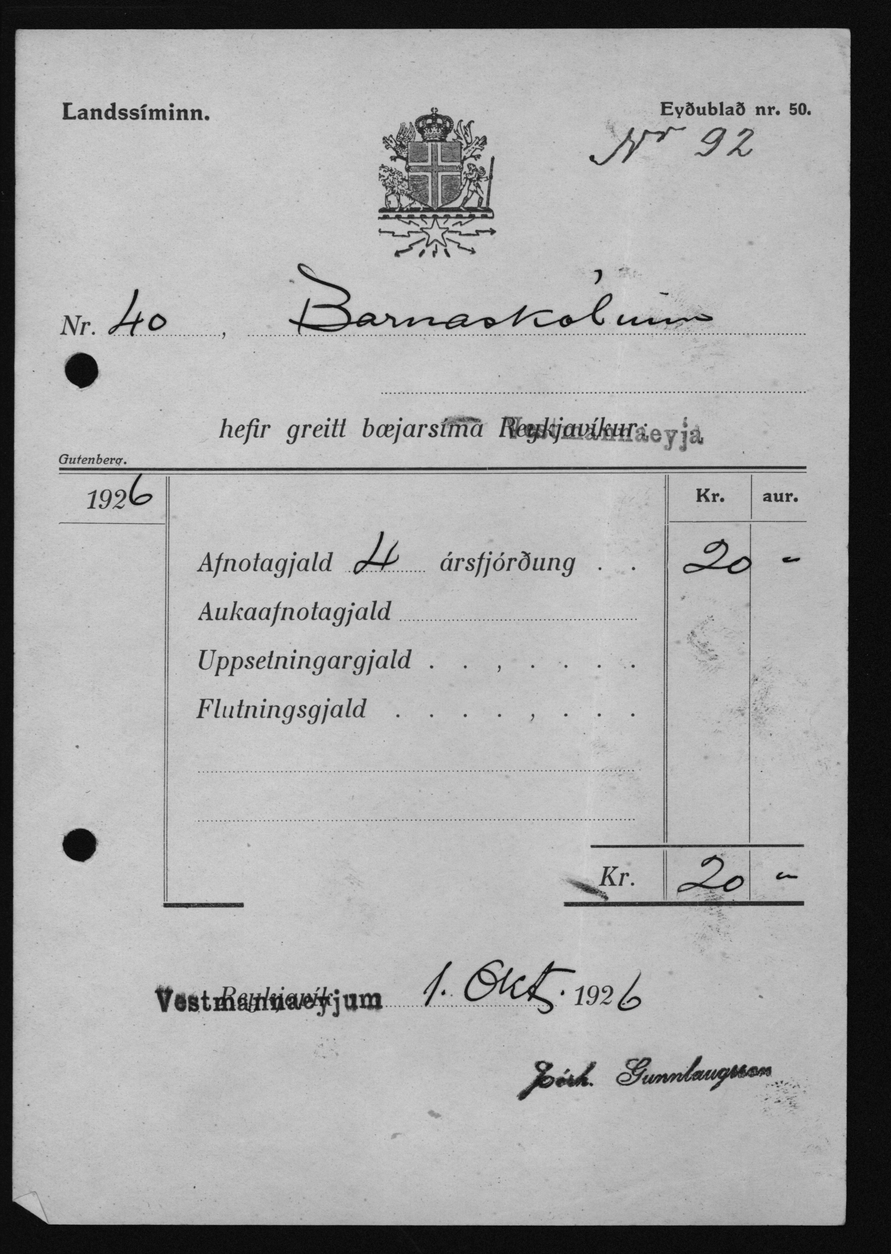 Landssíminn.
Eyðublað nr. 50.
Nr 92
Nr. 40, Barnaskólinn
hefir greitt bæjarsíma Reykjavíkur: Vestmannaeyja
Gutenberg.
1926 Kr. aur.
Afnotagjald 4 ársfjórðung . . 20 -
Aukaafnotagjald
Uppsetningargjald . . , . . . .
Flutningsgjald . . . . , . . .
Kr. 20 -
Reykjavík Vestmannaeyjum 1. Okt. 1926
Þórh. Gunnlaugsson